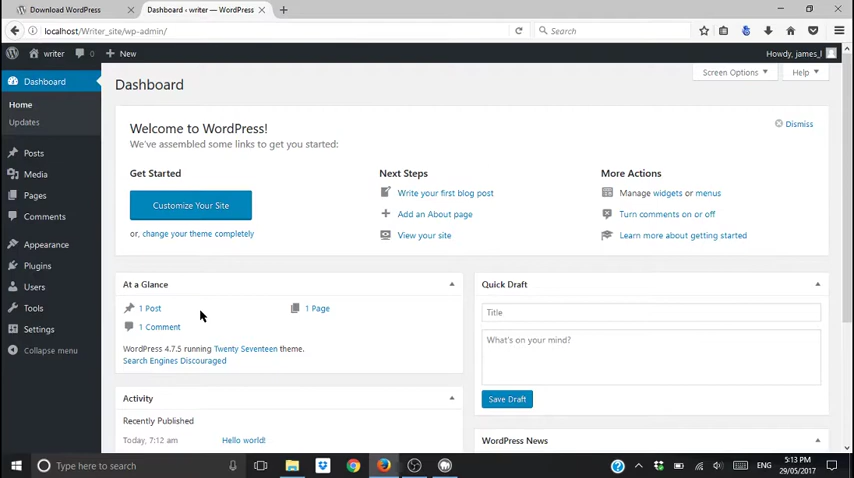 Download WordPress
Dashboard ‹ writer — WordPress
localhost/Writer_site/wp-admin/
Search
writer
0
New
Howdy, james_l
Dashboard
Home
Updates
Posts
Media
Pages
Comments
Appearance
Plugins
Users
Tools
Settings
Collapse menu
Screen Options
Help
Dashboard
Welcome to WordPress!
We've assembled some links to get you started:
Dismiss
Get Started
Next Steps
More Actions
Customize Your Site
or, change your theme completely
Write your first blog post
Add an About page
View your site
Manage widgets or menus
Turn comments on or off
Learn more about getting started
At a Glance
1 Post
1 Page
1 Comment
WordPress 4.7.5 running Twenty Seventeen theme.
Search Engines Discouraged
Activity
Recently Published
Today, 7:12 am
Hello world!
Quick Draft
Title
What's on your mind?
Save Draft
WordPress News
Type here to search
ENG
5:13 PM
29/05/2017